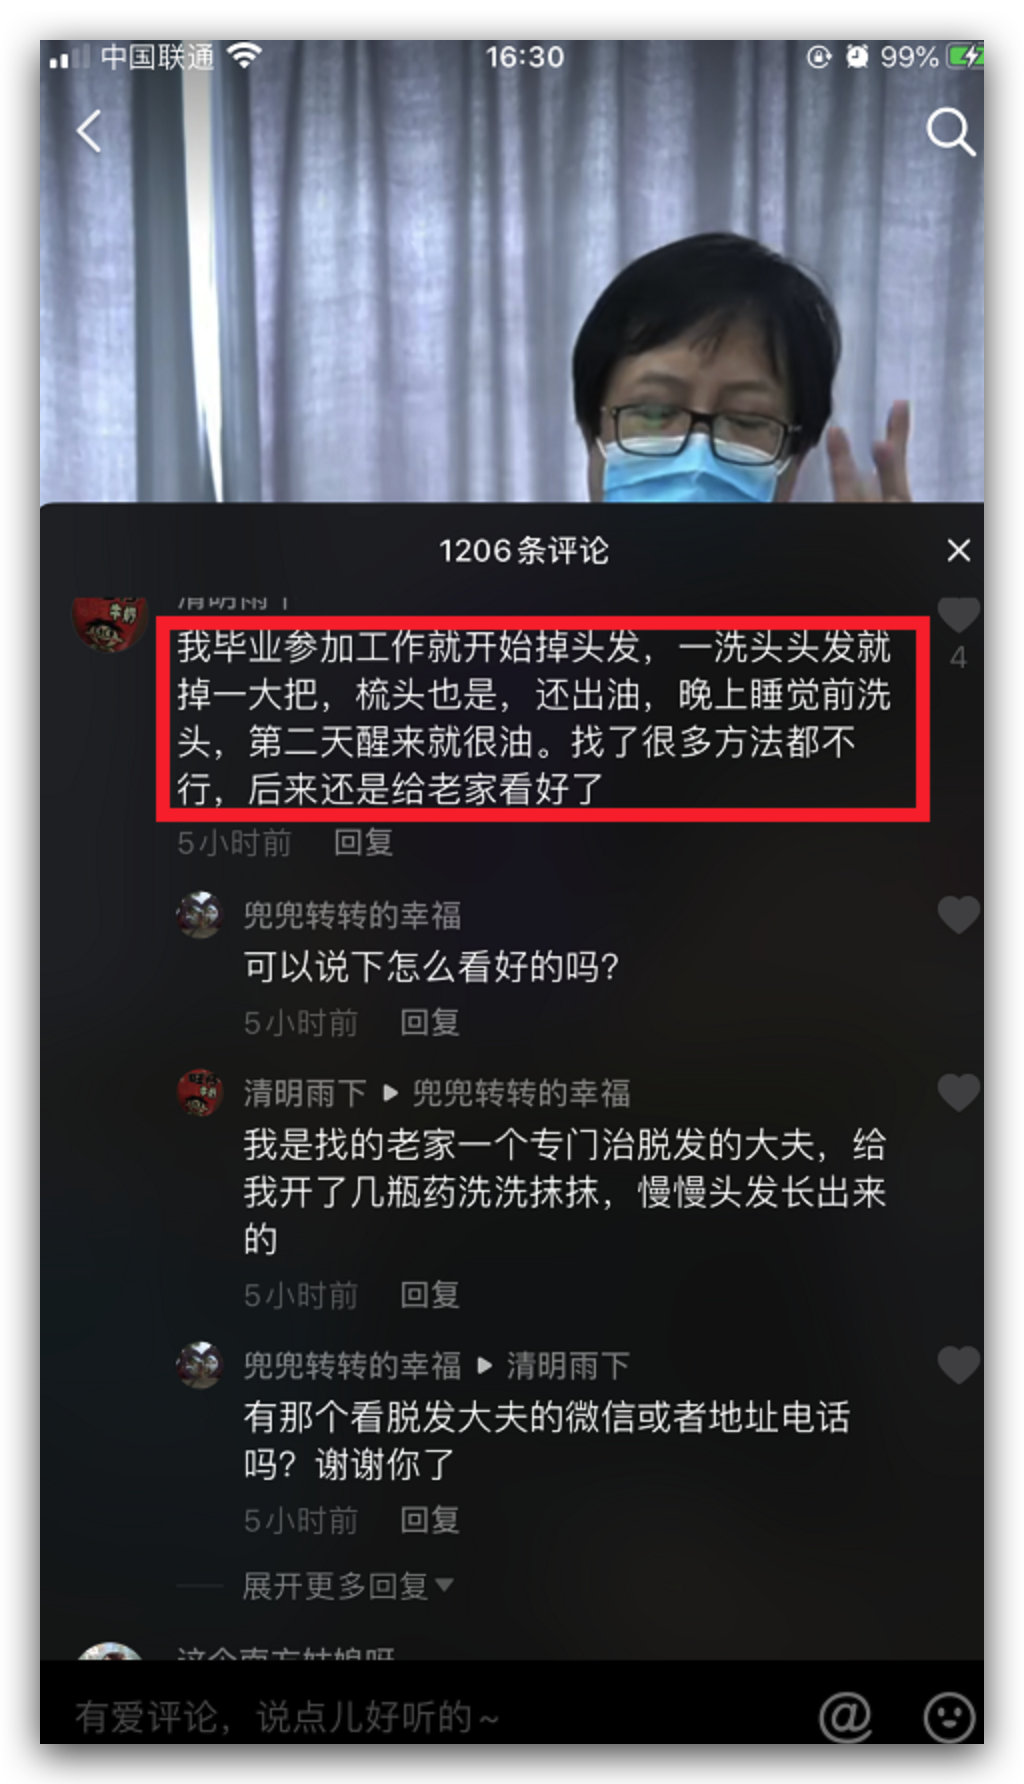 中国联通
16:30
99%
1206条评论
清明雨下
我毕业参加工作就开始掉头发，一洗头头发就
掉一大把，梳头也是，还出油，晚上睡觉前洗
头，第二天醒来就很油。找了很多方法都不
行，后来还是给老家看好了
4
5小时前 回复
兜兜转转的幸福
可以说下怎么看好的吗?
5小时前 回复
清明雨下 ▶ 兜兜转转的幸福
我是找的老家一个专门治脱发的大夫，给
我开了几瓶药洗洗抹抹，慢慢头发长出来
的
5小时前 回复
兜兜转转的幸福 ▶ 清明雨下
有那个看脱发大夫的微信或者地址电话
吗？谢谢你了
5小时前 回复
展开更多回复
这个南方姑娘呀
有爱评论，说点儿好听的~